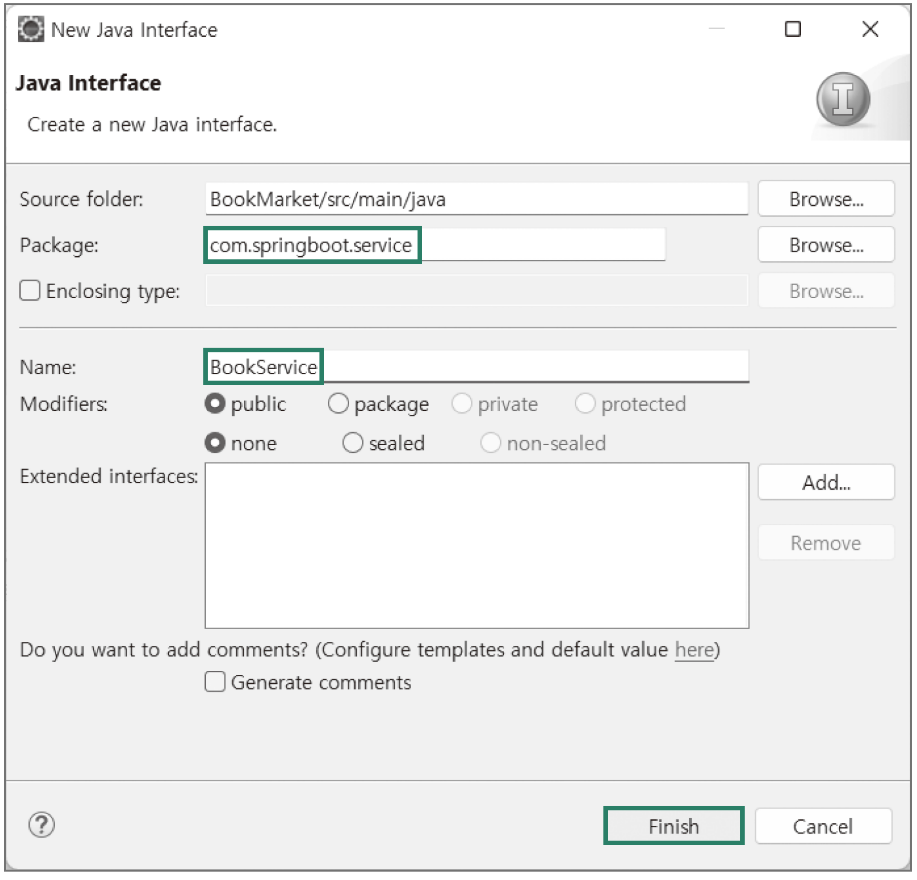 New Java Interface
Java Interface
Create a new Java interface.
I
Source folder: BookMarket/src/main/java Browse...
Package: com.springboot.service Browse...
Enclosing type: Browse...
Name: BookService
Modifiers: public package private protected
none sealed non-sealed
Extended interfaces: Add...
Remove
Do you want to add comments? (Configure templates and default value here)
Generate comments
? Finish Cancel